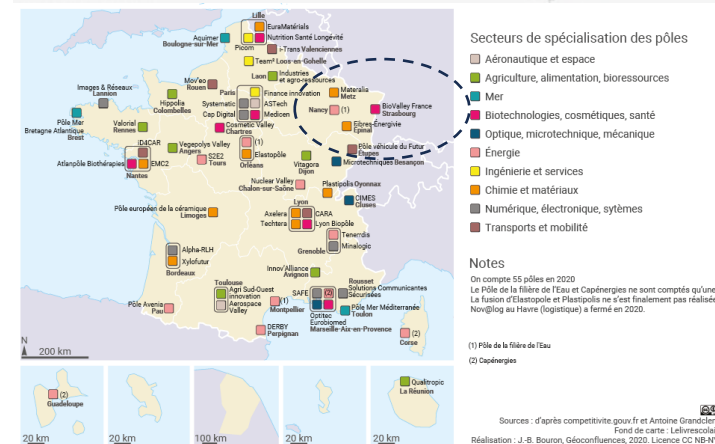 Lille
EuraMatérials
Nutrition Santé Longévité
Aquimer
Boulogne-sur-Mer
Picom
i-Trans Valenciennes
Team² Loos-en-Gohelle
Mov'eo
Rouen
Laon
Industries
et agro-ressources
Images & Réseaux
Lannion
Hippolia
Colombelles
Paris
Finance innovation
Systematic
ASTech
Cap Digital
Medicen
Materalia
Metz
Nancy
(1)
BioValley France
Strasbourg
Fibres-Énergivie
Epinal
Pôle Mer
Bretagne Atlantique
Brest
Valorial
Rennes
Cosmetic Valley
Chartres
iD4CAR
Vegepolys Valley
Angers
(1)
Elastopôle
Orléans
Pôle véhicule du Futur
Étupes
Atlanpôle Biothérapies
EMC2
Nantes
S2E2
Tours
Vitagora
Dijon
Microtechniques Besançon
Nuclear Valley
Chalon-sur-Saône
Plastipolis Oyonnax
Pôle européen de la céramique
Limoges
Lyon
Axelera
CARA
Techtera
Lyon Biopôle
CIMES
Cluses
Tenerrdis
Minalogic
Grenoble
Alpha-RLH
Xylofutur
Bordeaux
Innov'Alliance
Avignon
Toulouse
Agri Sud-Ouest
innovation
Aerospace
Valley
Rousset
SAFE
(2)
Solutions Communicantes
Sécurisées
Pôle Avenia
Pau
(1)
Montpellier
Optitec
Eurobiomed
Marseille-Aix-en-Provence
Pôle Mer Méditerranée
Toulon
DERBY
Perpignan
(2)
Corse
N
200 km
(2)
Guadeloupe
Qualitropic
La Réunion
20 km
20 km
100 km
20 km
20 km
Secteurs de spécialisation des pôles
Aéronautique et espace
Agriculture, alimentation, bioressources
Mer
Biotechnologies, cosmétiques, santé
Optique, microtechnique, mécanique
Énergie
Ingénierie et services
Chimie et matériaux
Numérique, électronique, sytèmes
Transports et mobilité
Notes
On compte 55 pôles en 2020
Le Pôle de la filière de l'Eau et Capénergies ne sont comptés qu'une
La fusion d'Elastopole et Plastipolis ne s'est finalement pas réalisée
Nov@log au Havre (logistique) a fermé en 2020.
(1) Pôle de la filière de l'Eau
(2) Capénergies
Sources : d'après competitivite.gouv.fr et Antoine Grandclem
Fond de carte : Lelivrescolai
Réalisation : J.-B. Bouron, Géoconfluences, 2020. Licence CC NB-N